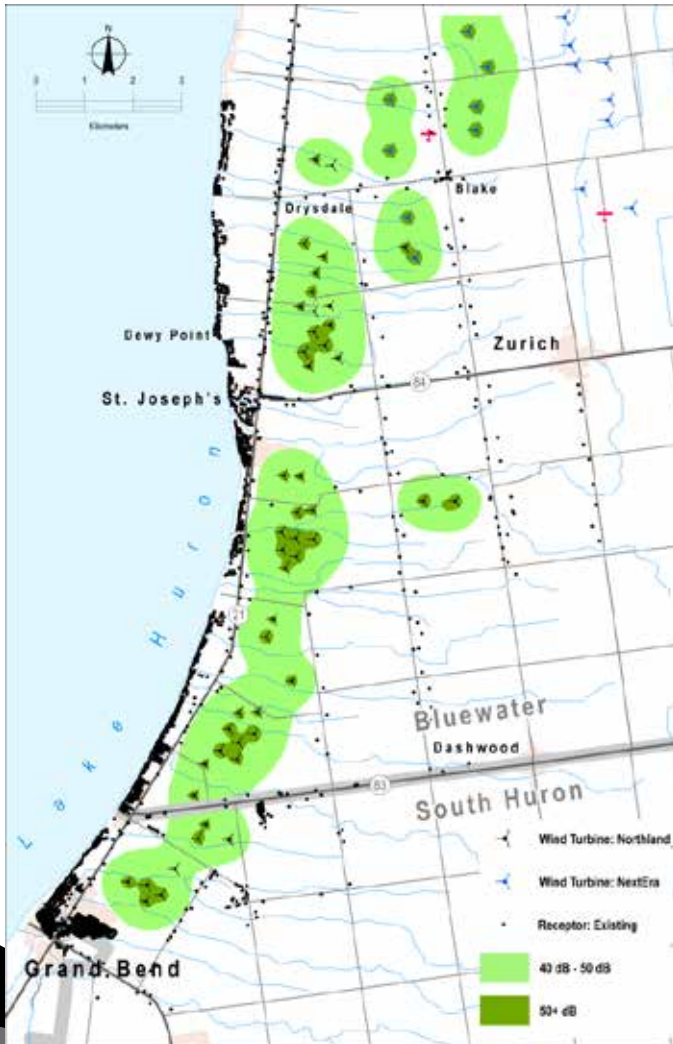 N
0 1 2 3
Kilometers
Blake
Drysdale
Dewy Point
Zurich
84
St. Joseph's
Lake Huron
21
Bluewater
Dashwood
83
South Huron
Wind Turbine: Northland
Wind Turbine: NextEra
Receptor: Existing
40 dB - 50 dB
50+ dB
Grand Bend